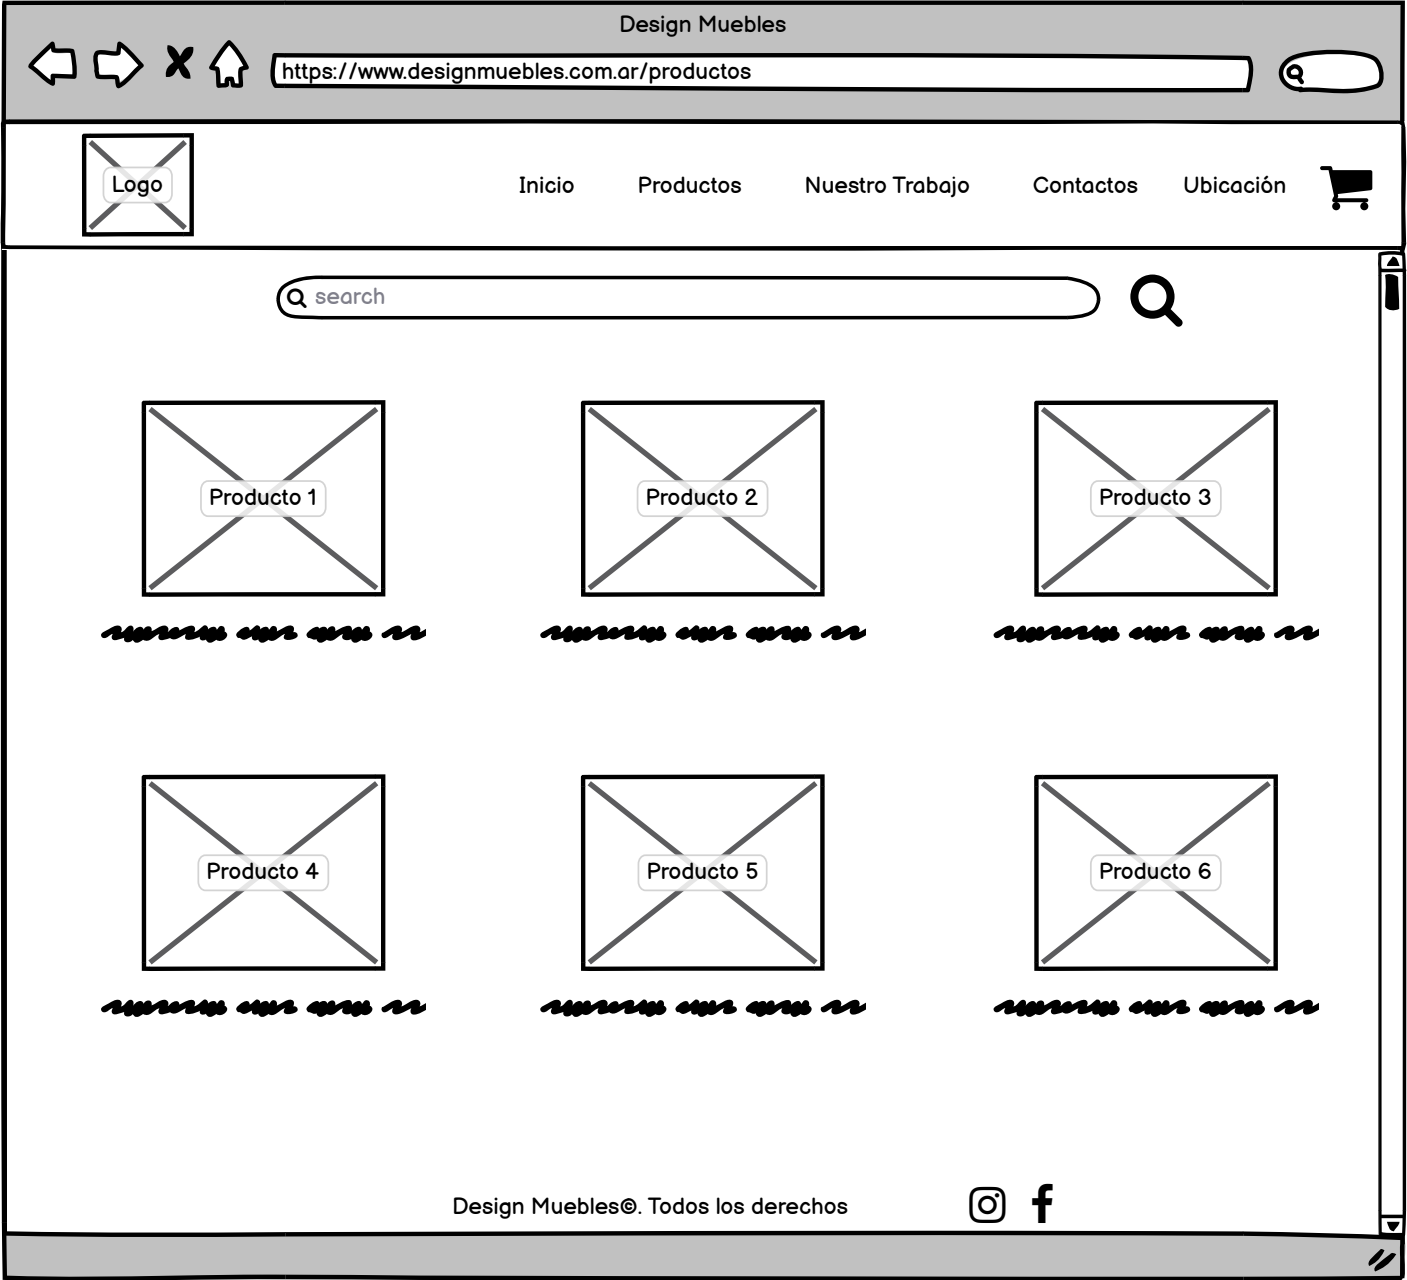 Design Muebles
https://www.designmuebles.com.ar/productos
Logo
Inicio
Productos
Nuestro Trabajo
Contactos
Ubicación
search
Producto 1
Producto 2
Producto 3
Producto 4
Producto 5
Producto 6
Design Muebles©. Todos los derechos